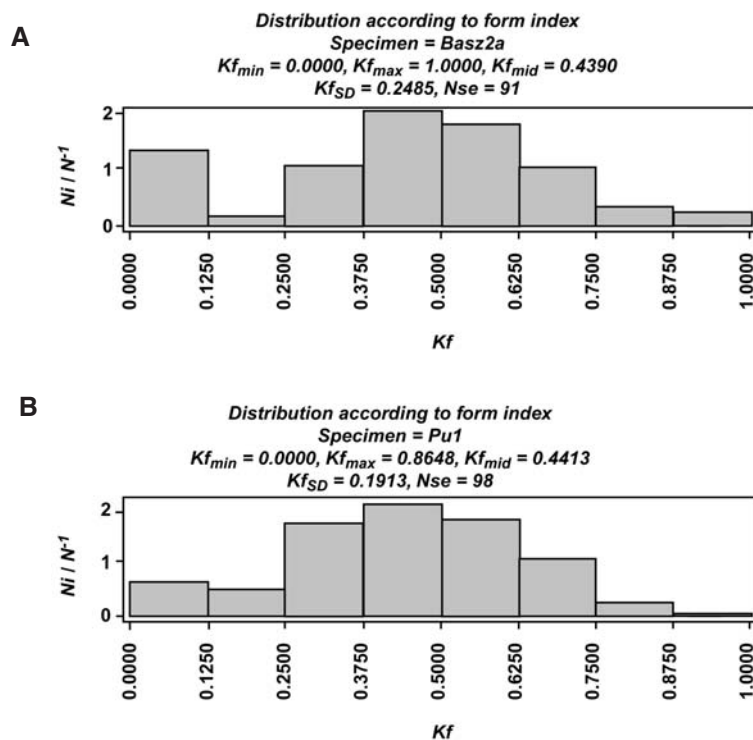 A
Distribution according to form index
Specimen = Basz2a
Kfmin = 0.0000, Kfmax = 1.0000, Kfmid = 0.4390
KfSD = 0.2485, Nse = 91
Ni / N-1
2
1
0
0.0000
0.1250
0.2500
0.3750
0.5000
0.6250
0.7500
0.8750
1.0000
Kf
B
Distribution according to form index
Specimen = Pu1
Kfmin = 0.0000, Kfmax = 0.8648, Kfmid = 0.4413
KfSD = 0.1913, Nse = 98
Ni / N-1
2
1
0
0.0000
0.1250
0.2500
0.3750
0.5000
0.6250
0.7500
0.8750
1.0000
Kf